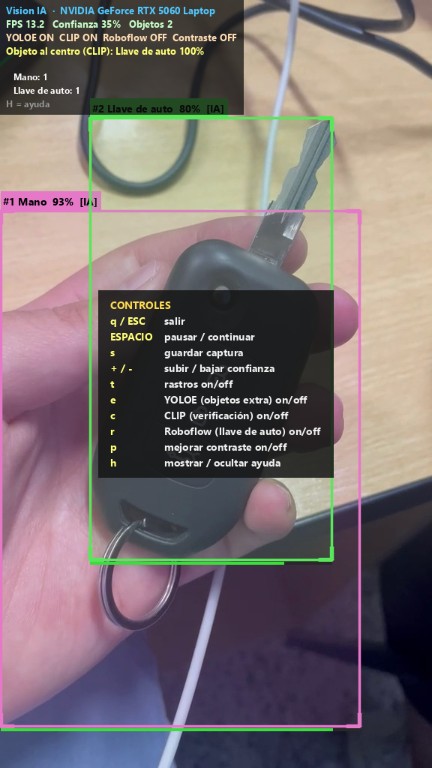 Vision IA · NVIDIA GeForce RTX 5060 Laptop
FPS 13.2 Confianza 35% Objetos 2
YOLOE ON CLIP ON Roboflow OFF Contraste OFF
Objeto al centro (CLIP): Llave de auto 100%
Mano: 1
Llave de auto: 1
H = ayuda
#2 Llave de auto 80% [IA]
#1 Mano 93% [IA]
CONTROLES
q / ESC salir
ESPACIO pausar / continuar
s guardar captura
+ / - subir / bajar confianza
t rastros on/off
e YOLOE (objetos extra) on/off
c CLIP (verificación) on/off
r Roboflow (llave de auto) on/off
p mejorar contraste on/off
h mostrar / ocultar ayuda